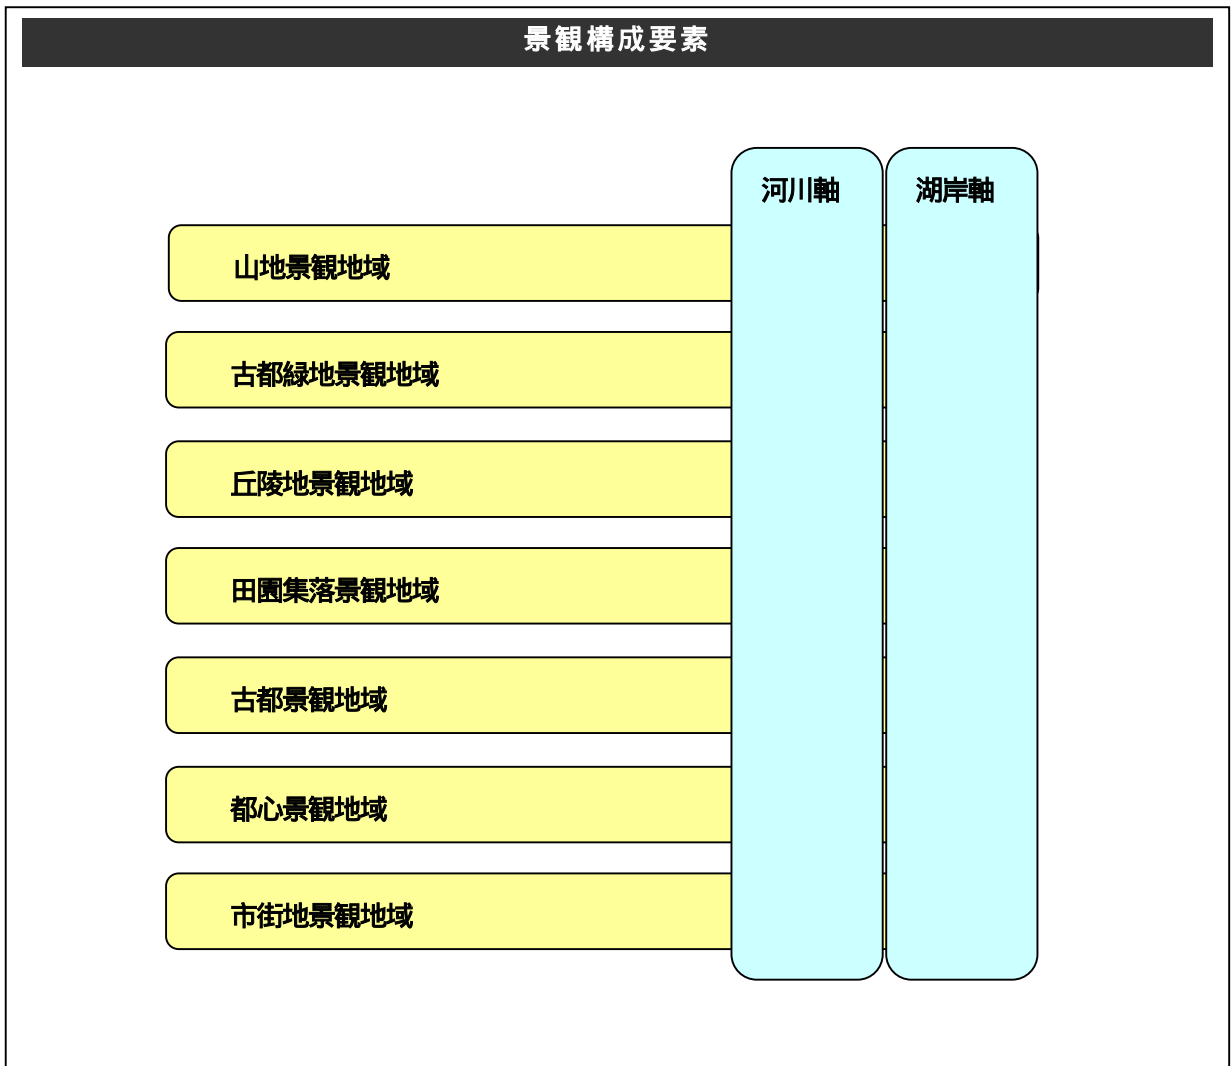 景観構成要素
河川軸
湖岸軸
山地景観地域
古都緑地景観地域
丘陵地景観地域
田園集落景観地域
古都景観地域
都心景観地域
市街地景観地域